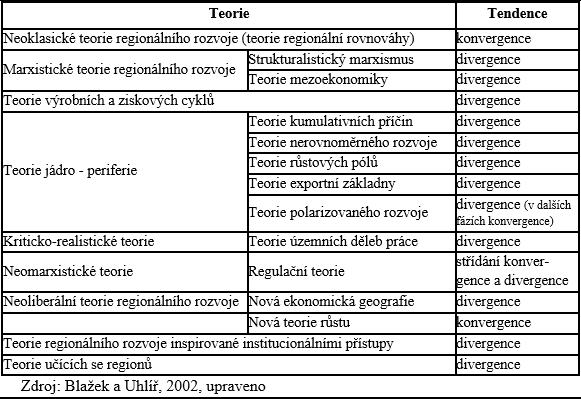 Teorie Tendence
Neoklasické teorie regionálního rozvoje (teorie regionální rovnováhy) konvergence
Marxistické teorie regionálního rozvoje Strukturalistický marxismus divergence
Teorie mezoekonomiky divergence
Teorie výrobních a ziskových cyklů divergence
Teorie jádro - periferie Teorie kumulativních příčin divergence
Teorie nerovnoměrného rozvoje divergence
Teorie růstových pólů divergence
Teorie exportní základny divergence
Teorie polarizovaného rozvoje divergence (v dalších
fázích konvergence)
Kriticko-realistické teorie Teorie územních děleb práce divergence
Neomarxistické teorie Regulační teorie střídání konver-
gence a divergence
Neoliberální teorie regionálního rozvoje Nová ekonomická geografie divergence
Nová teorie růstu konvergence
Teorie regionálního rozvoje inspirované institucionálními přístupy divergence
Teorie učících se regionů divergence
Zdroj: Blažek a Uhlíř, 2002, upraveno